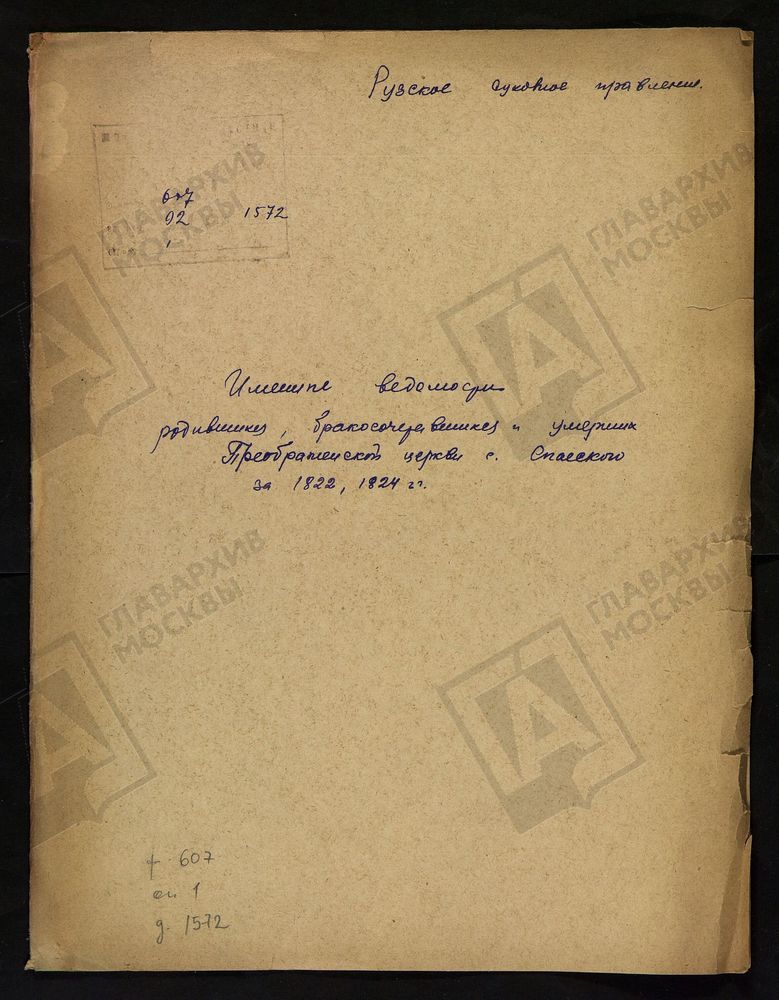 Рузское духовное правление.
607
92 1572
1
Именные ведомости
родившихся, бракосочетавшихся и умерших
Преображенской церкви с. Спасского
за 1822, 1824 гг.
ф 607
оп 1
д. 1572
ГЛАВАРХИВ
МОСКВЫ
ГЛАВАРХИВ
МОСКВЫ
ГЛАВАРХИВ
МОСКВЫ
ГЛАВАРХИВ
МОСКВЫ